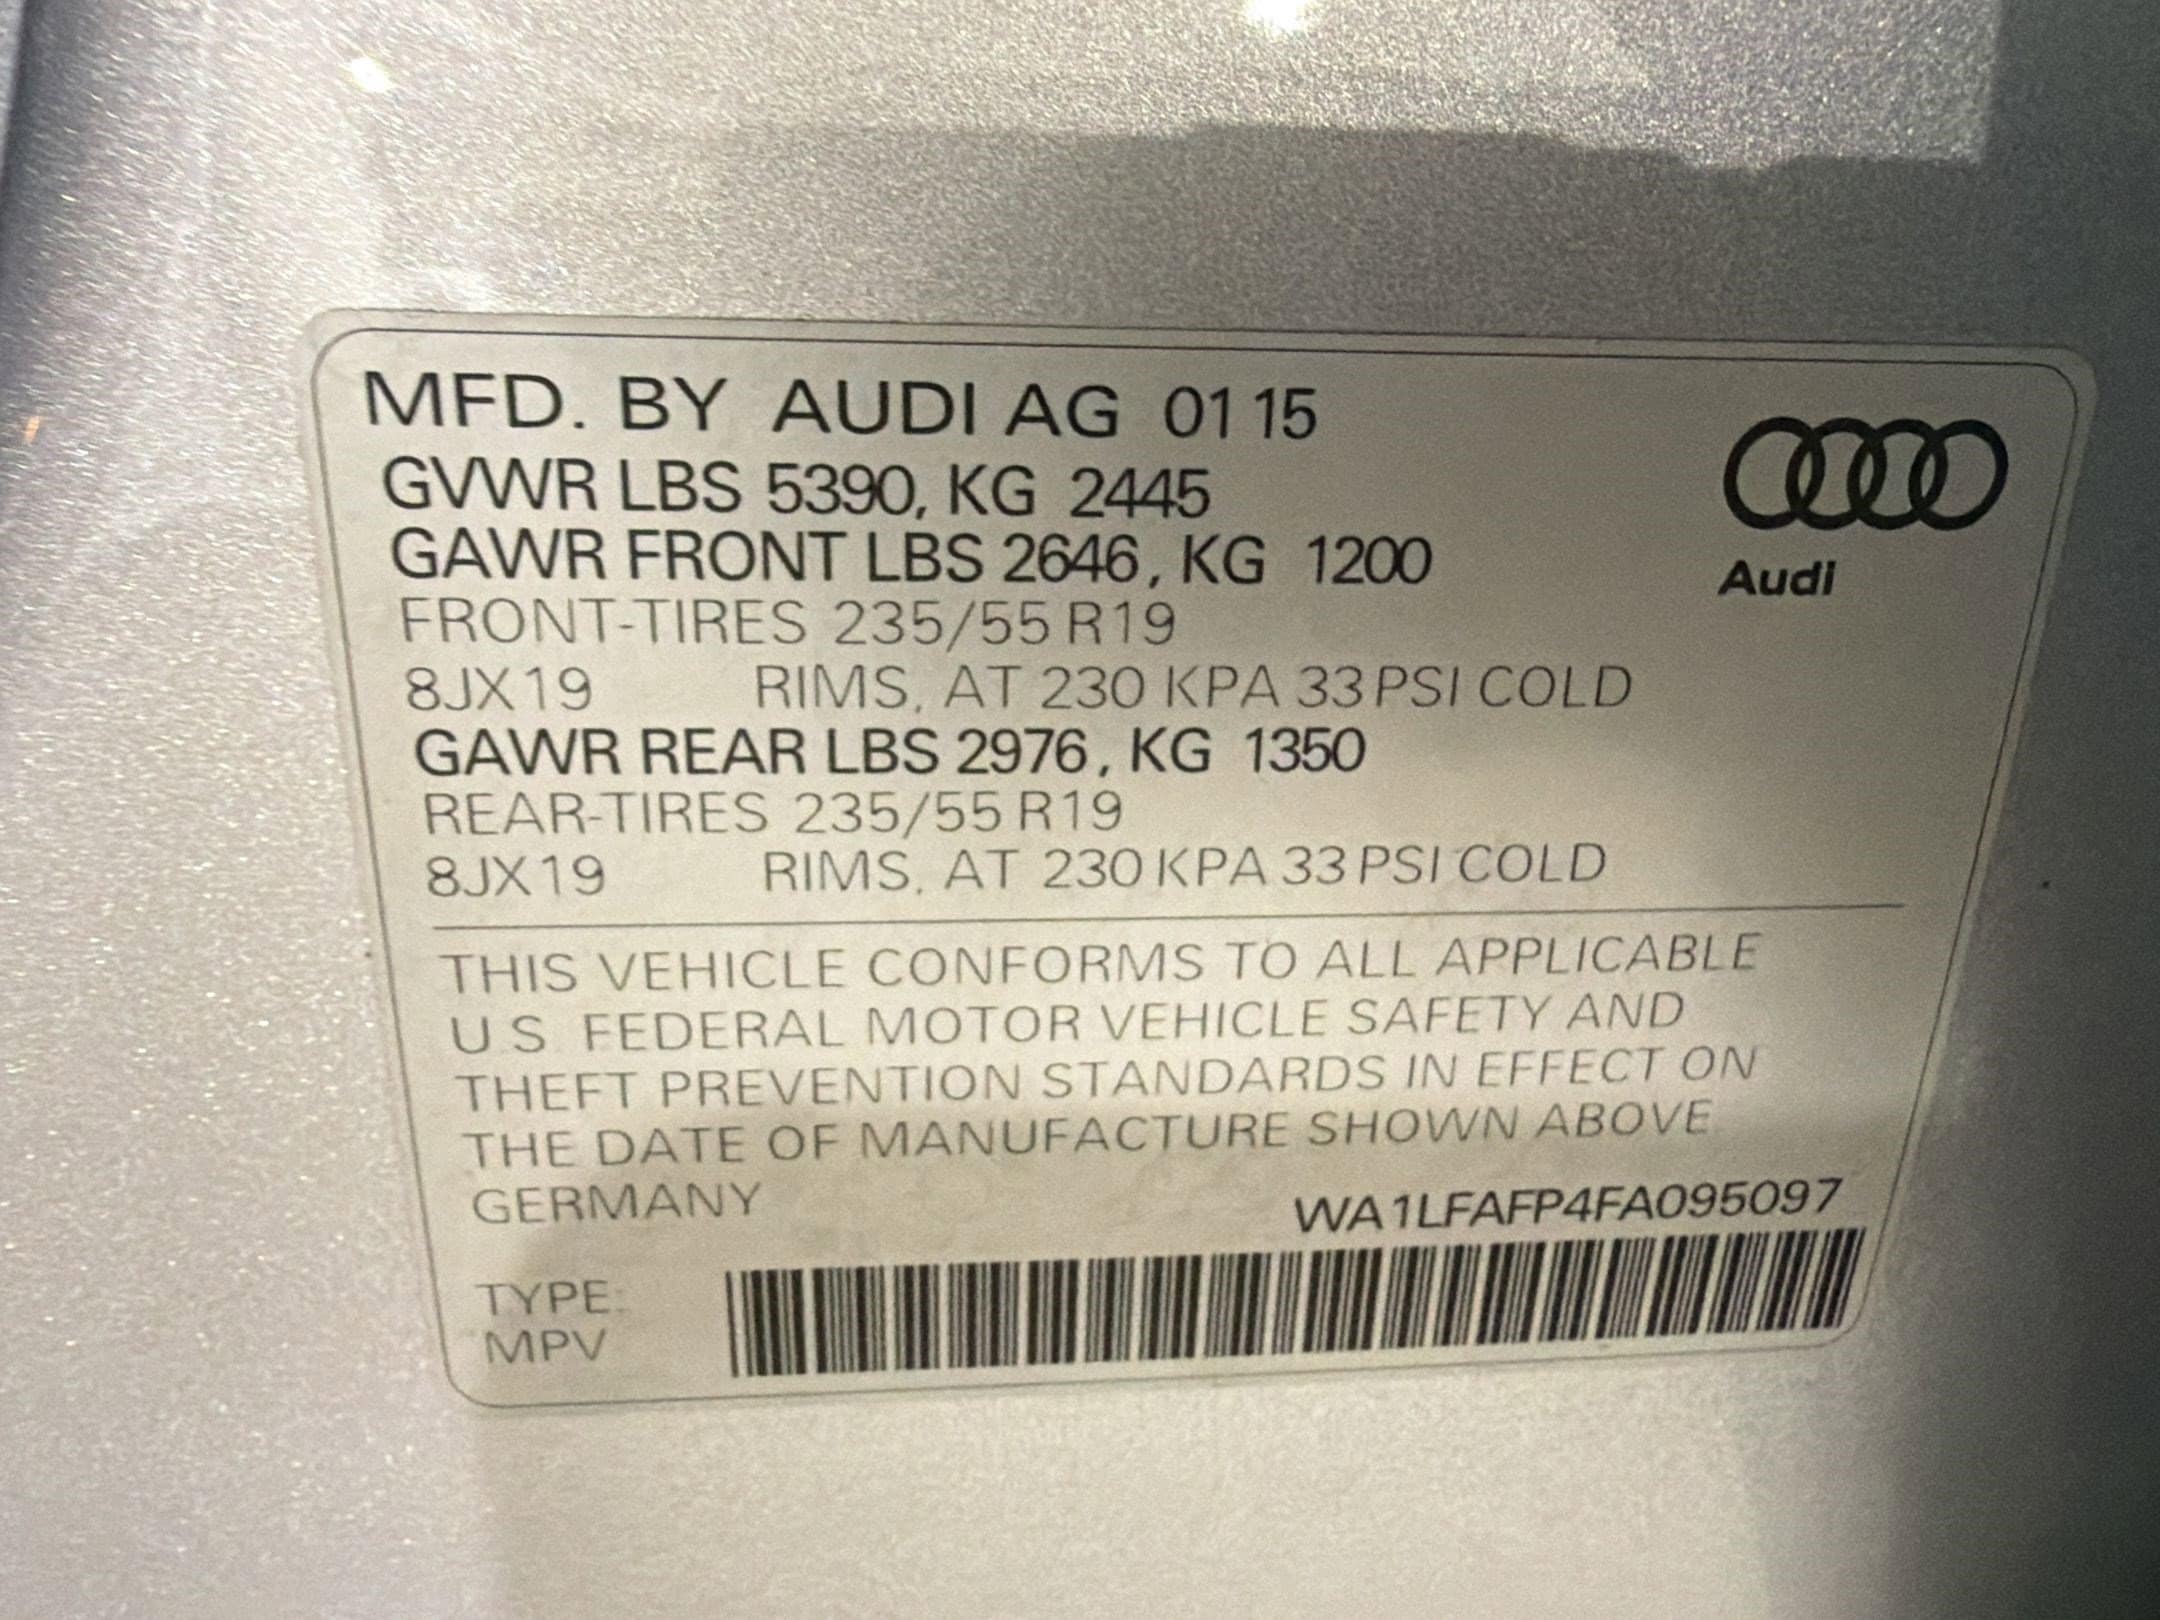 MFD. BY AUDI AG 01 15
GVWR LBS 5390, KG 2445
GAWR FRONT LBS 2646, KG 1200
FRONT-TIRES 235/55 R19
8JX19 RIMS, AT 230 KPA 33 PSI COLD
GAWR REAR LBS 2976, KG 1350
REAR-TIRES 235/55 R19
8JX19 RIMS, AT 230 KPA 33 PSI COLD
Audi
THIS VEHICLE CONFORMS TO ALL APPLICABLE
U S FEDERAL MOTOR VEHICLE SAFETY AND
THEFT PREVENTION STANDARDS IN EFFECT ON
THE DATE OF MANUFACTURE SHOWN ABOVE
GERMANY WA1LFAFP4FA095097
TYPE:
MPV